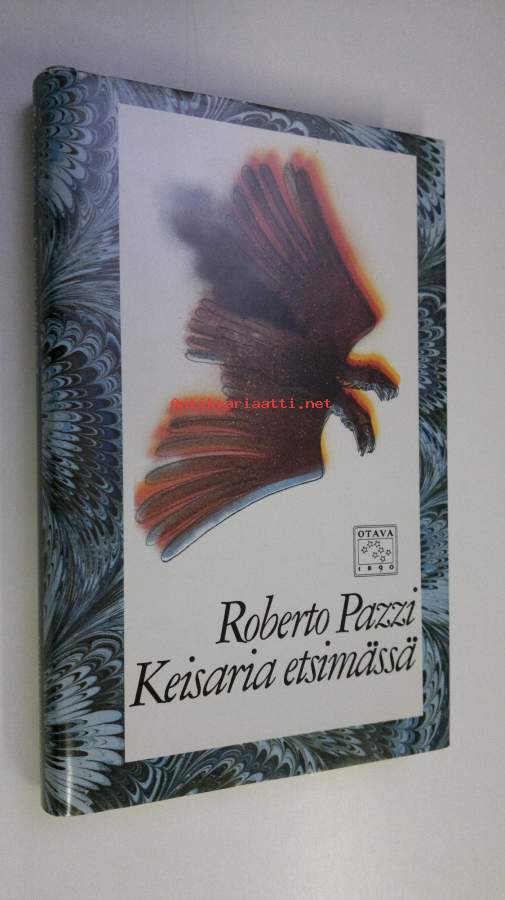 antikvariaatti.net
OTAVA
1890
Roberto Pazzi
Keisaria etsimässä